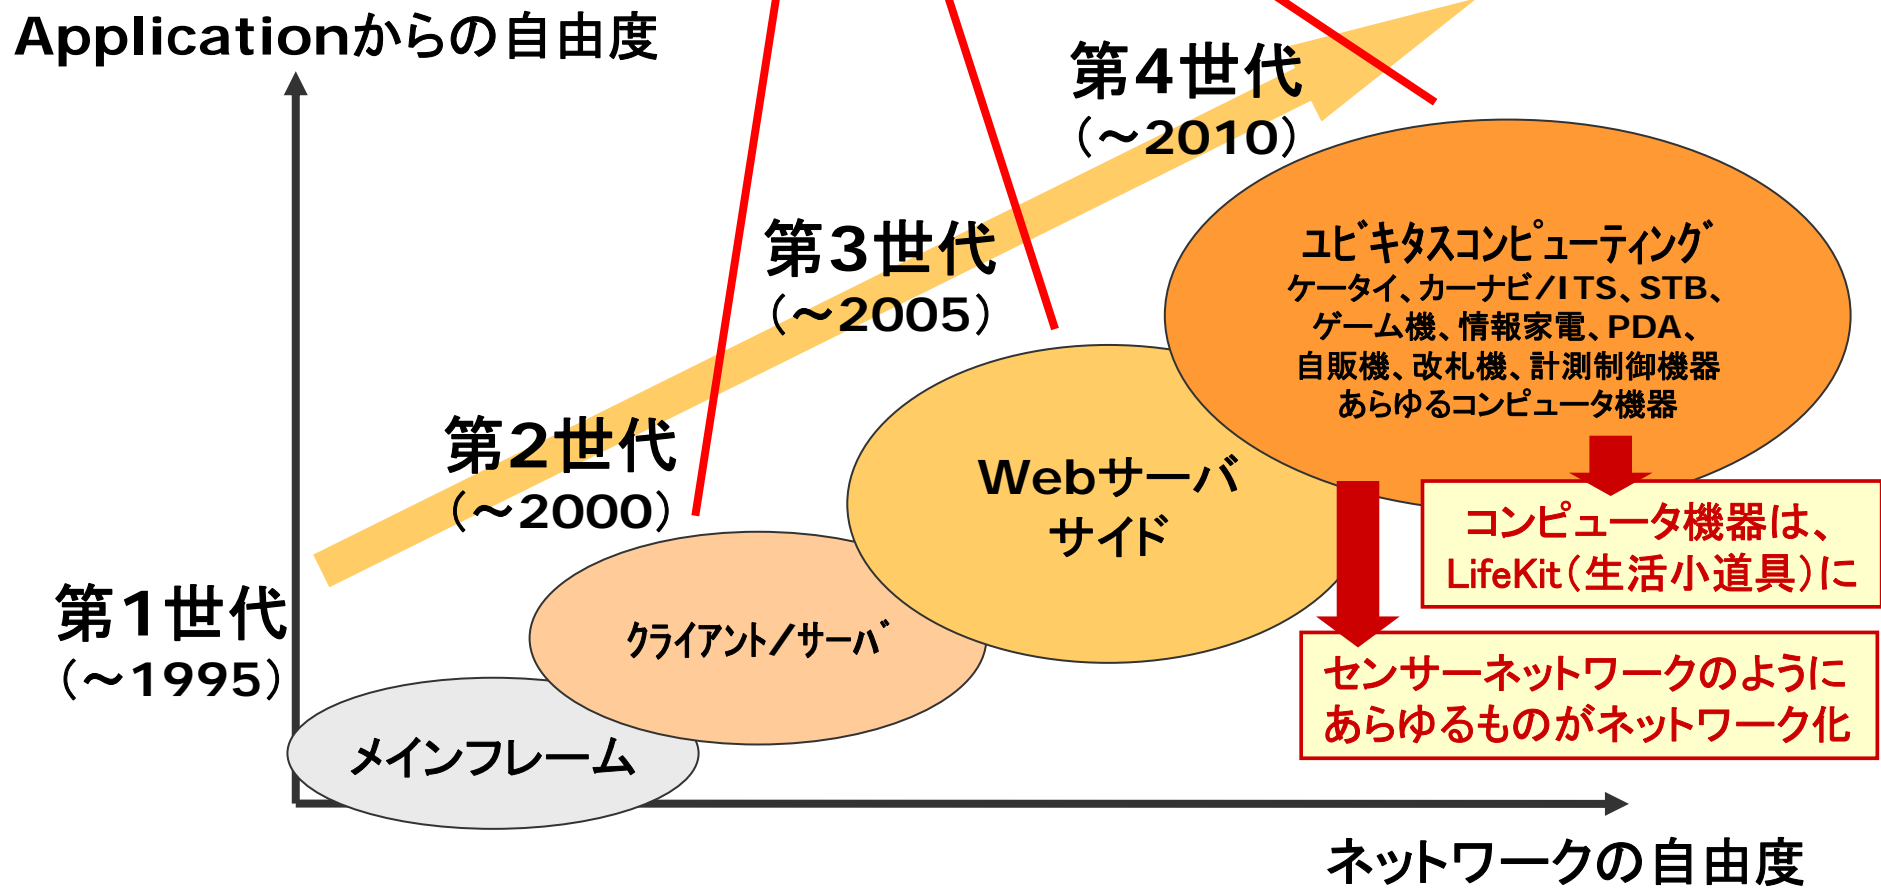 Applicationからの自由度
第4世代
(～2010)
第3世代
(～2005)
第2世代
(～2000)
第1世代
(～1995)
ﾕﾋﾞｷﾀｽｺﾝﾋﾟｭｰﾃｨﾝｸﾞ
ケータイ、カーナビ/ITS、STB、
ゲーム機、情報家電、PDA、
自販機、改札機、計測制御機器
あらゆるコンピュータ機器
Webサーバ
サイド
ｸﾗｲｱﾝﾄ/ｻｰﾊﾞ
メインフレーム
コンピュータ機器は、
LifeKit(生活小道具)に
センサーネットワークのように
あらゆるものがネットワーク化
ネットワークの自由度